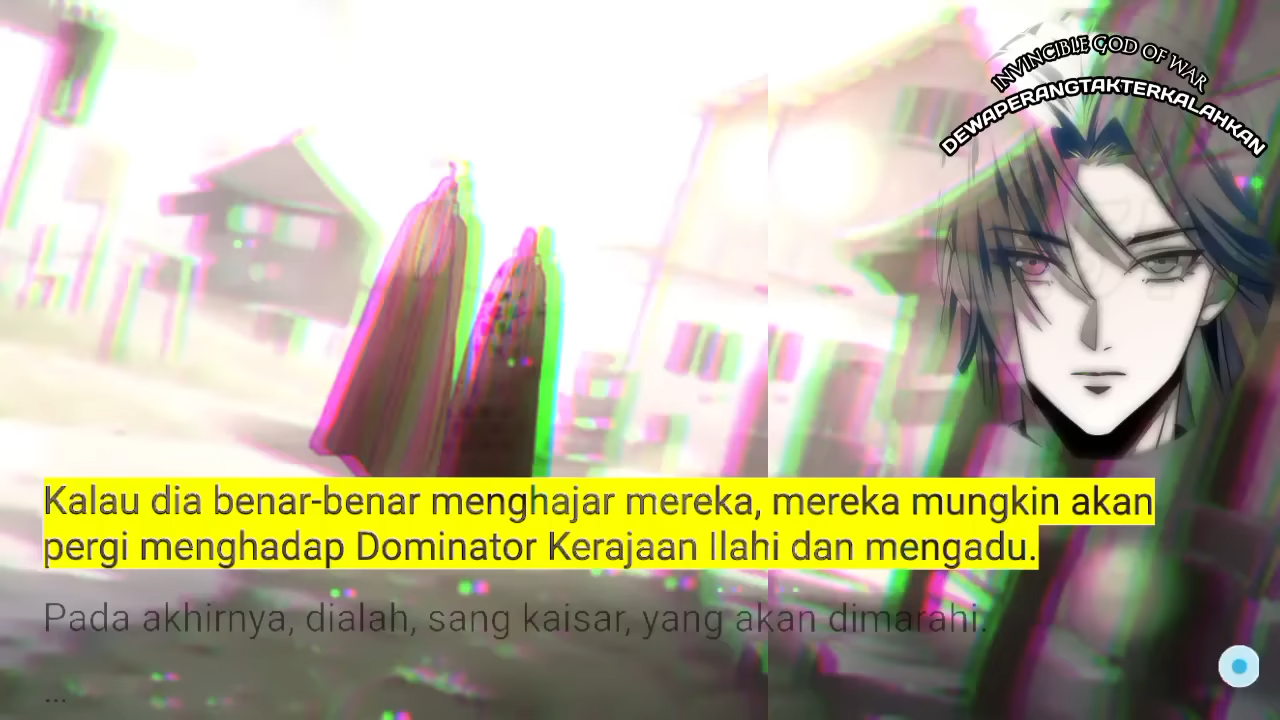 INVINCIBLE GOD OF WAR
DEWAPERANGTAKTERKALAHKAN
Kalau dia benar-benar menghajar mereka, mereka mungkin akan
pergi menghadap Dominator Kerajaan Ilahi dan mengadu.
Pada akhirnya, dialah, sang kaisar, yang akan dimarahi.
...